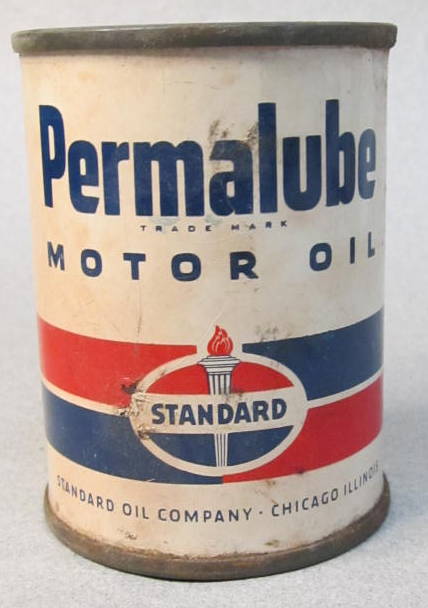 Permalube
TRADE MARK
MOTOR OIL
STANDARD
STANDARD OIL COMPANY · CHICAGO ILLINOIS